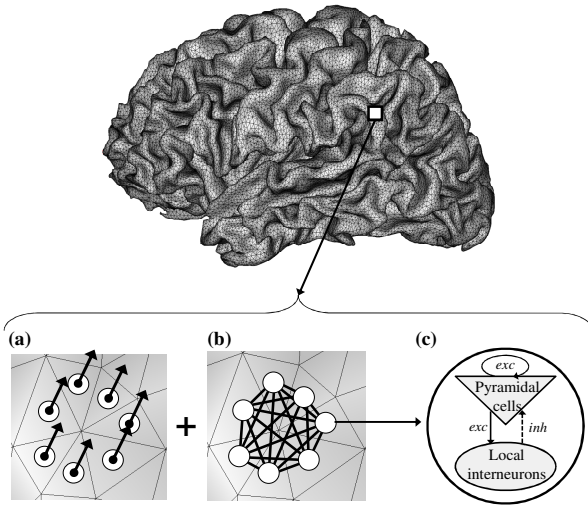 (a)
(b)
(c)
+
exc
Pyramidal
cells
exc
inh
Local
interneurons